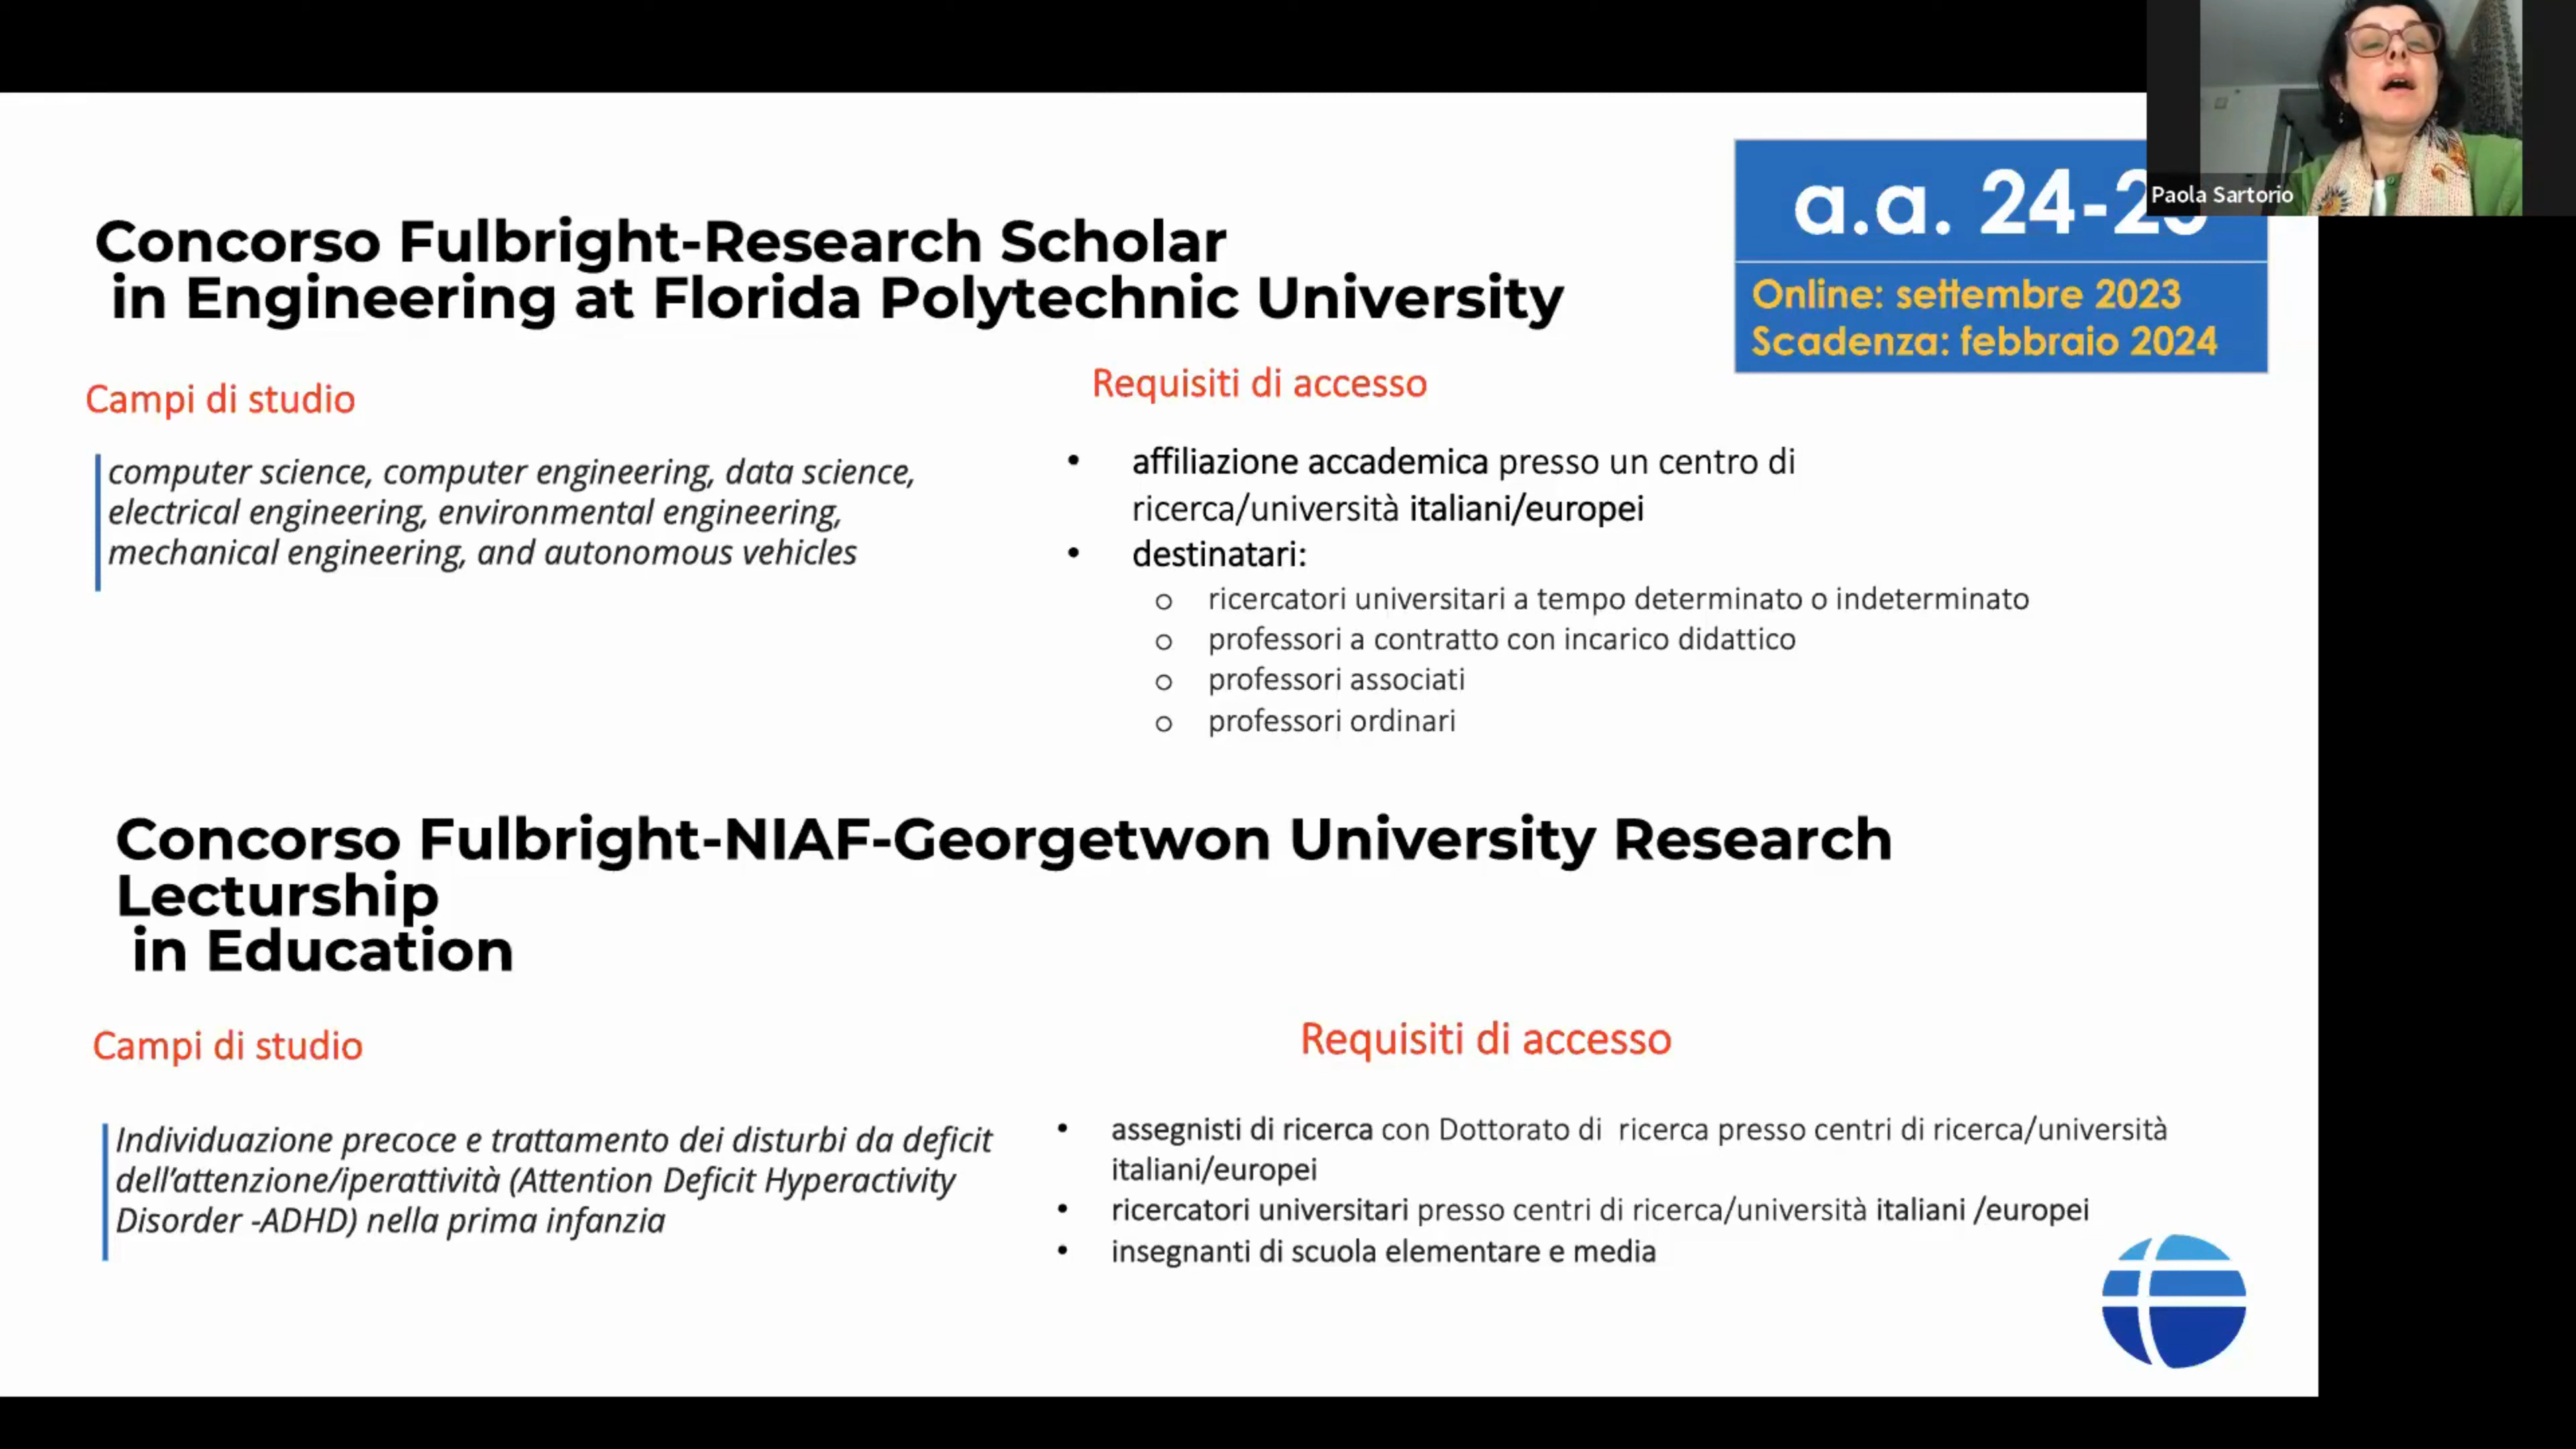 Paola Sartorio
a.a. 24-25
Online: settembre 2023
Scadenza: febbraio 2024
Concorso Fulbright-Research Scholar
in Engineering at Florida Polytechnic University
Campi di studio
computer science, computer engineering, data science,
electrical engineering, environmental engineering,
mechanical engineering, and autonomous vehicles
Requisiti di accesso
• affiliazione accademica presso un centro di
ricerca/università italiani/europei
• destinatari:
o ricercatori universitari a tempo determinato o indeterminato
o professori a contratto con incarico didattico
o professori associati
o professori ordinari
Concorso Fulbright-NIAF-Georgetwon University Research
Lecturship
in Education
Campi di studio
Individuazione precoce e trattamento dei disturbi da deficit
dell’attenzione/iperattività (Attention Deficit Hyperactivity
Disorder -ADHD) nella prima infanzia
Requisiti di accesso
• assegnisti di ricerca con Dottorato di ricerca presso centri di ricerca/università
italiani/europei
• ricercatori universitari presso centri di ricerca/università italiani /europei
• insegnanti di scuola elementare e media